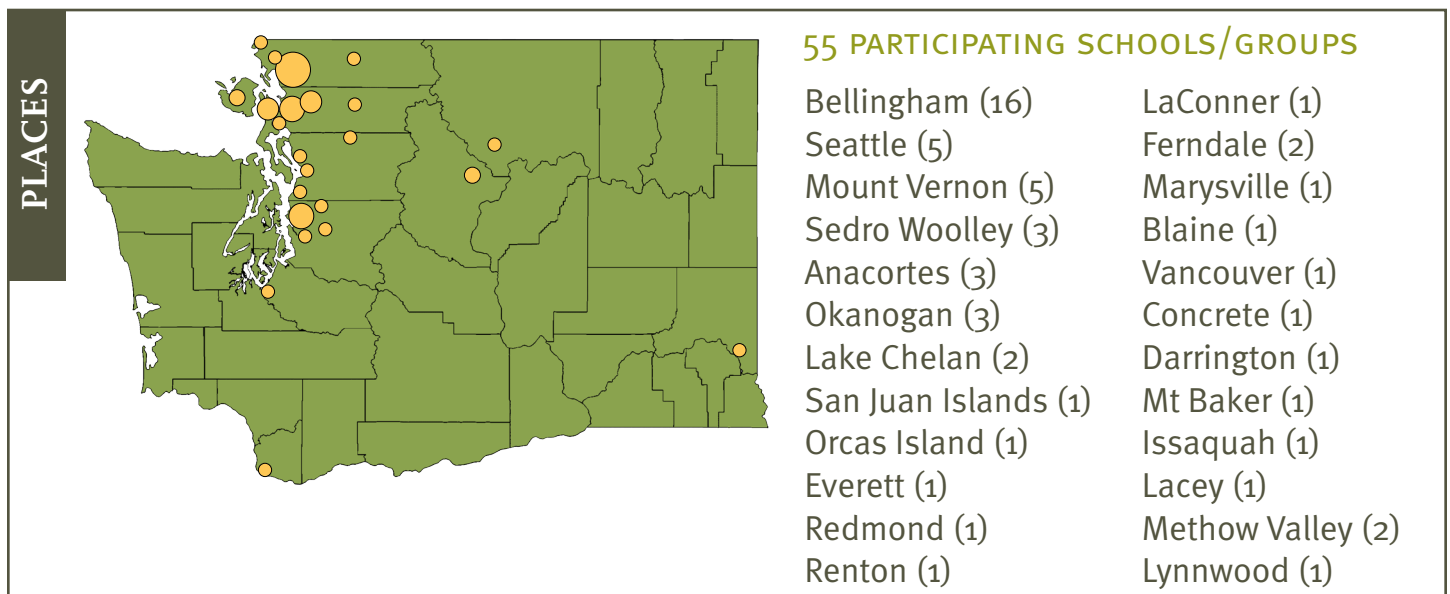 PLACES
55 PARTICIPATING SCHOOLS/GROUPS
Bellingham (16)
Seattle (5)
Mount Vernon (5)
Sedro Woolley (3)
Anacortes (3)
Okanogan (3)
Lake Chelan (2)
San Juan Islands (1)
Orcas Island (1)
Everett (1)
Redmond (1)
Renton (1)
LaConner (1)
Ferndale (2)
Marysville (1)
Blaine (1)
Vancouver (1)
Concrete (1)
Darrington (1)
Mt Baker (1)
Issaquah (1)
Lacey (1)
Methow Valley (2)
Lynnwood (1)